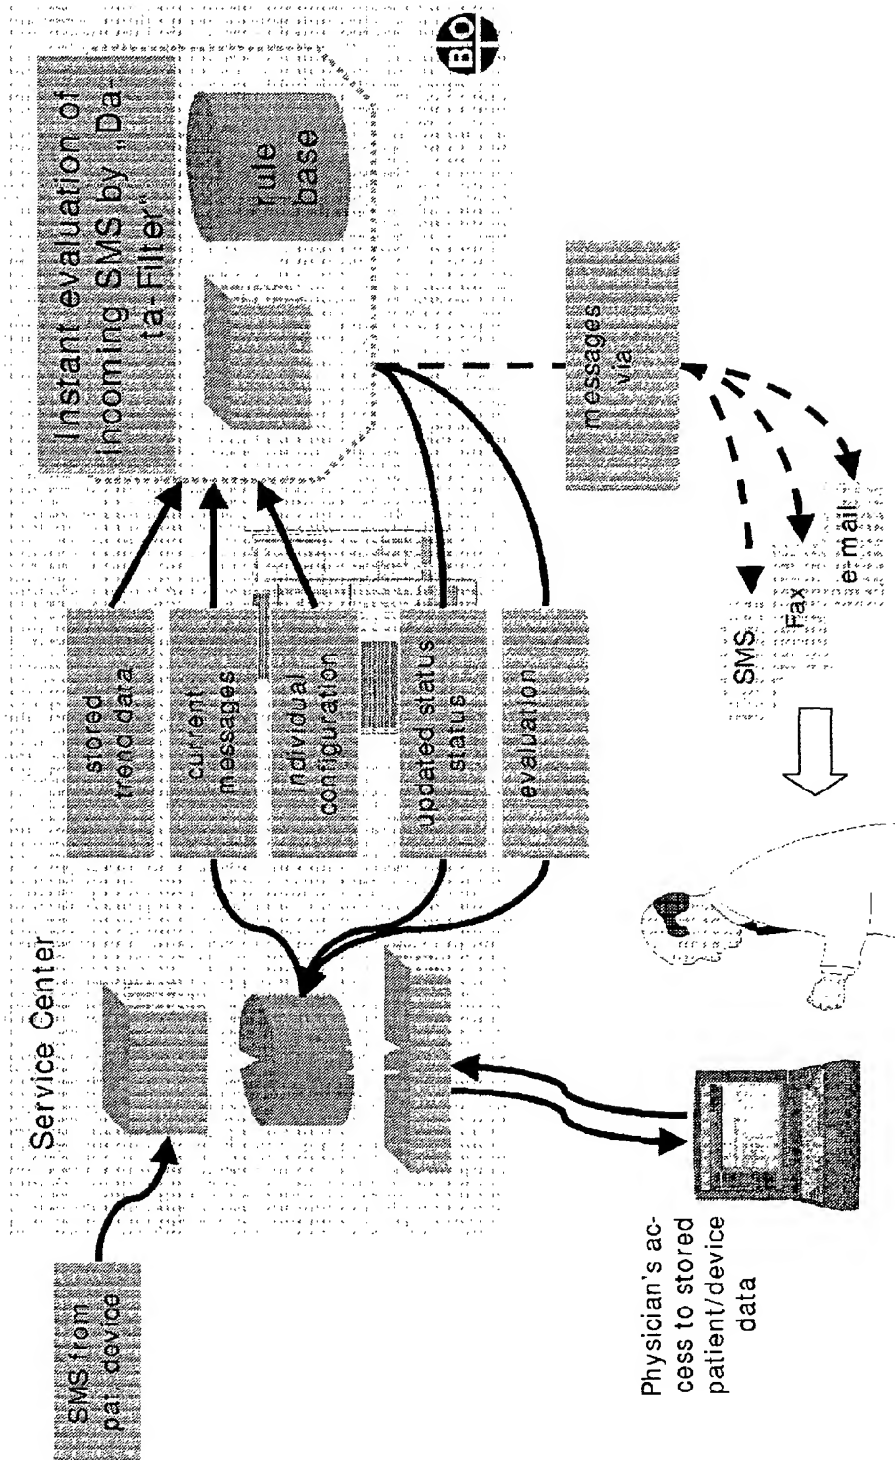 SMS from
pat. device
Service Center
stored
trend dara
current
messages
individual
configuration
updated status
status
evaluation
Instant evaluation of
incoming SMS by „Da-
ta-Filter“
rule
base
BIO
messages
via
SMS
Fax
e-mail
Physician's ac-
cess to stored
patient/device
data